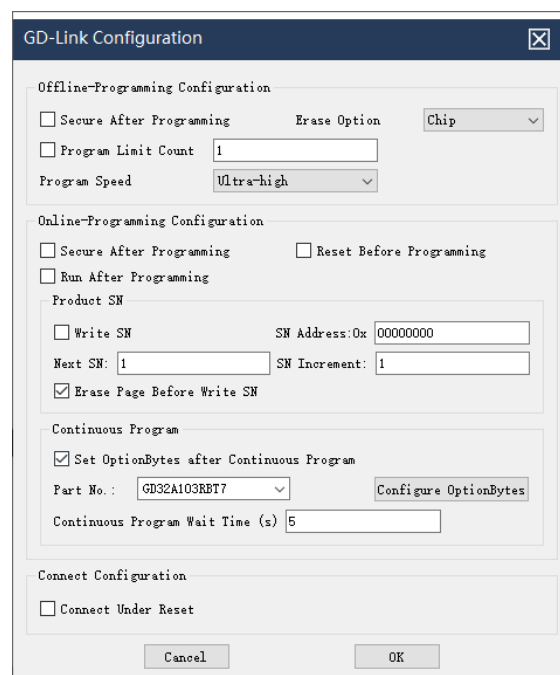 GD-Link Configuration
Offline-Programming Configuration
Secure After Programming Erase Option Chip
Program Limit Count 1
Program Speed Ultra-high
Online-Programming Configuration
Secure After Programming Reset Before Programming
Run After Programming
Product SN
Write SN SN Address:0x 00000000
Next SN: 1 SN Increment: 1
Erase Page Before Write SN
Continuous Program
Set OptionBytes after Continuous Program
Part No.: GD32A103RBT7 Configure OptionBytes
Continuous Program Wait Time (s) 5
Connect Configuration
Connect Under Reset
Cancel OK